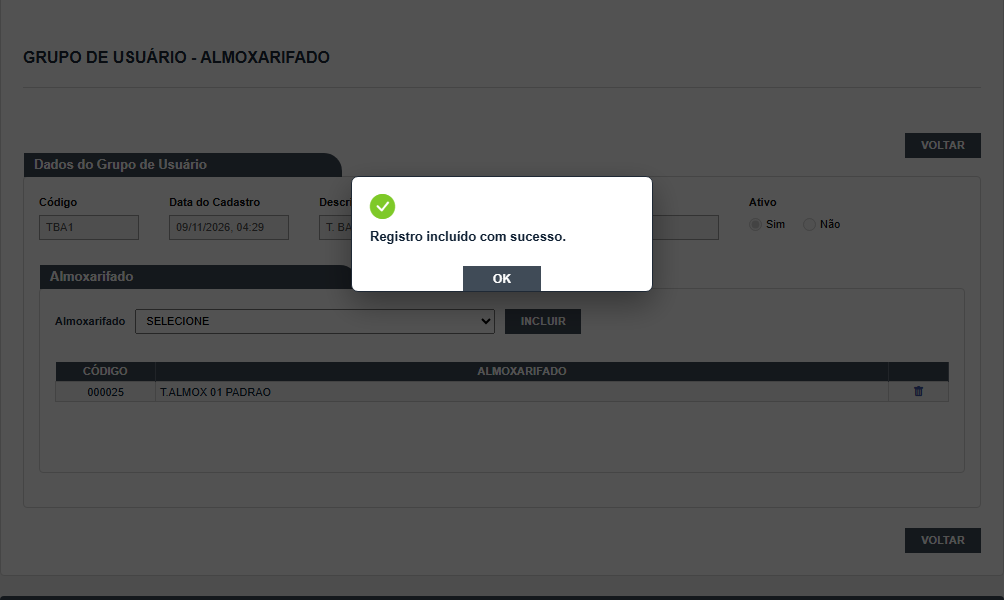 GRUPO DE USUÁRIO - ALMOXARIFADO
VOLTAR
Dados do Grupo de Usuário
Código
Data do Cadastro
Ativo
TBA1
09/11/2026, 04:29
T.
Sim
Não
Registro incluído com sucesso.
OK
Almoxarifado
Almoxarifado
SELECIONE
INCLUIR
CÓDIGO
ALMOXARIFADO
000025
T.ALMOX 01 PADRAO
VOLTAR